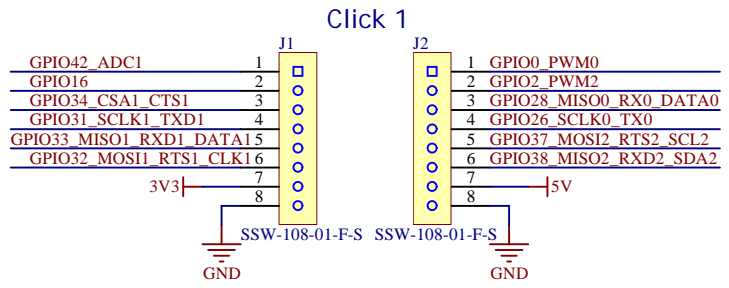 Click 1
J1 J2
GPIO42_ADC1 1 1 GPIO0_PWM0
GPIO16 2 2 GPIO2_PWM2
GPIO34_CSA1_CTS1 3 3 GPIO28_MISO0_RX0_DATA0
GPIO31_SCLK1_TXD1 4 4 GPIO26_SCLK0_TX0
GPIO33_MISO1_RXD1_DATA1 5 5 GPIO37_MOSI2_RTS2_SCL2
GPIO32_MOSI1_RTS1_CLK1 6 6 GPIO38_MISO2_RXD2_SDA2
3V3 7 7 5V
8 8
SSW-108-01-F-S SSW-108-01-F-S
GND GND